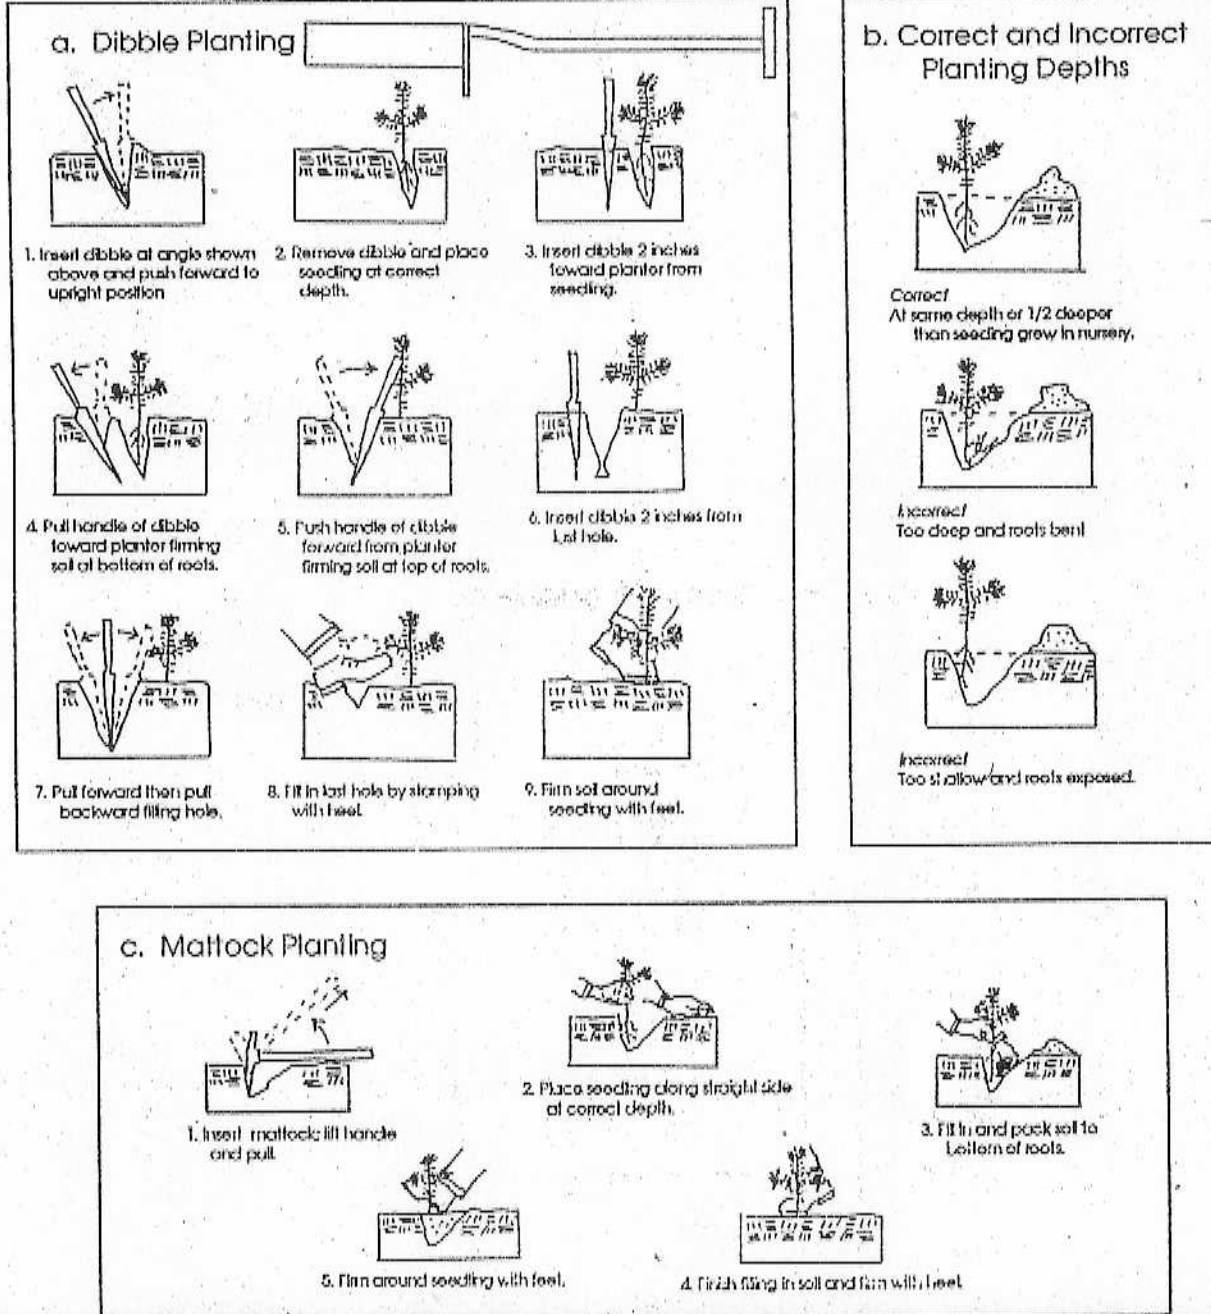 a. Dibble Planting
1. Insert dibble at angle shown
above and push forward to
upright position
2. Remove dibble and place
seedling at correct
depth.
3. Insert dibble 2 inches
toward planter from
seedling.
4. Pull handle of dibble
toward planter firming
soil at bottom of roots.
5. Push handle of dibble
forward from planter
firming soil at top of roots.
6. Insert dibble 2 inches from
last hole.
7. Pull forward then pull
backward filling hole.
8. Fill in last hole by stomping
with heel.
9. Firm soil around
seedling with feet.
b. Correct and Incorrect
Planting Depths
Correct
At same depth or 1/2 deeper
than seeding grew in nursery.
Incorrect
Too deep and roots bent
Incorrect
Too shallow and roots exposed.
c. Mattock Planting
1. Insert mattock; lift handle
and pull.
2. Place seedling along straight side
at correct depth.
3. Fill in and pack soil to
bottom of roots.
5. Firm around seedling with feet.
4. Finish filling in soil and firm with heel.